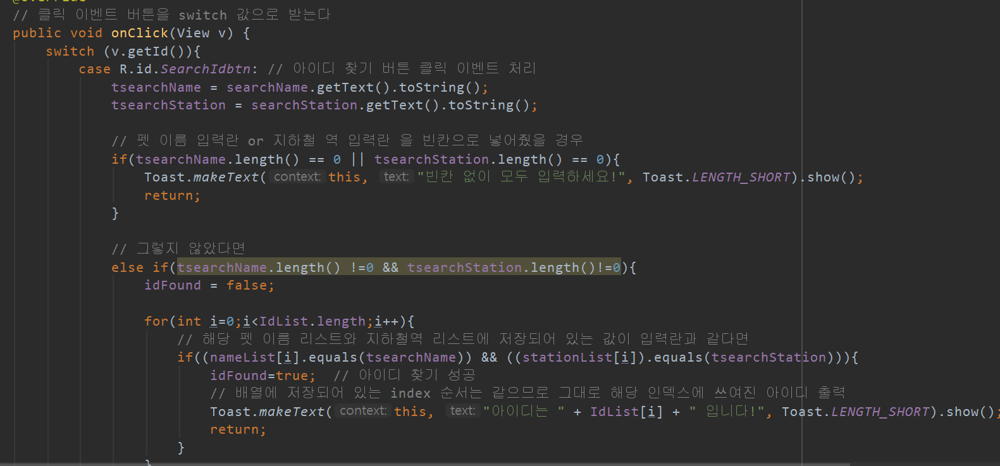 @Override
// 클릭 이벤트 버튼을 switch 값으로 받는다
public void onClick(View v) {
switch (v.getId()){
case R.id.SearchIdbtn: // 아이디 찾기 버튼 클릭 이벤트 처리
tsearchName = searchName.getText().toString();
tsearchStation = searchStation.getText().toString();
// 펫 이름 입력란 or 지하철 역 입력란 을 빈칸으로 넣어줬을 경우
if(tsearchName.length() == 0 || tsearchStation.length() == 0){
Toast.makeText( context: this, text: "빈칸 없이 모두 입력하세요!", Toast.LENGTH_SHORT).show();
return;
}
// 그렇지 않았다면
else if(tsearchName.length() !=0 && tsearchStation.length()!=0){
idFound = false;
for(int i=0;i<IdList.length;i++){
// 해당 펫 이름 리스트와 지하철역 리스트에 저장되어 있는 값이 입력란과 같다면
if((nameList[i].equals(tsearchName)) && ((stationList[i]).equals(tsearchStation))){
idFound=true; // 아이디 찾기 성공
// 배열에 저장되어 있는 index 순서는 같으므로 그대로 해당 인덱스에 쓰여진 아이디 출력
Toast.makeText( context: this, text: "아이디는 " + IdList[i] + " 입니다!", Toast.LENGTH_SHORT).show();
return;
}
}